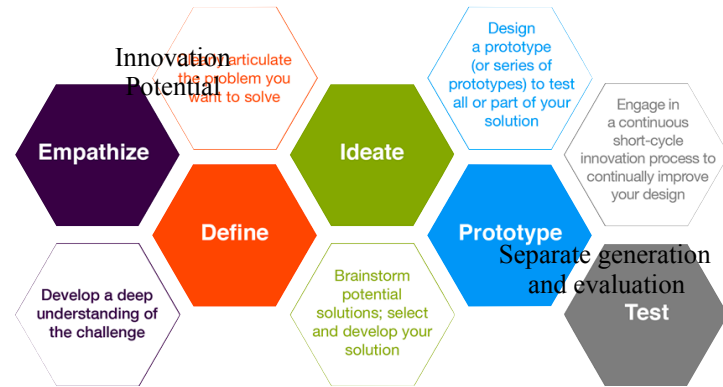 Innovation
Potential
Clearly articulate
the problem you
want to solve
Design
a prototype
(or series of
prototypes) to test
all or part of your
solution
Engage in
a continuous
short-cycle
innovation process to
continually improve
your design
Empathize
Define
Ideate
Prototype
Separate generation
and evaluation
Test
Develop a deep
understanding of
the challenge
Brainstorm
potential
solutions; select
and develop your
solution